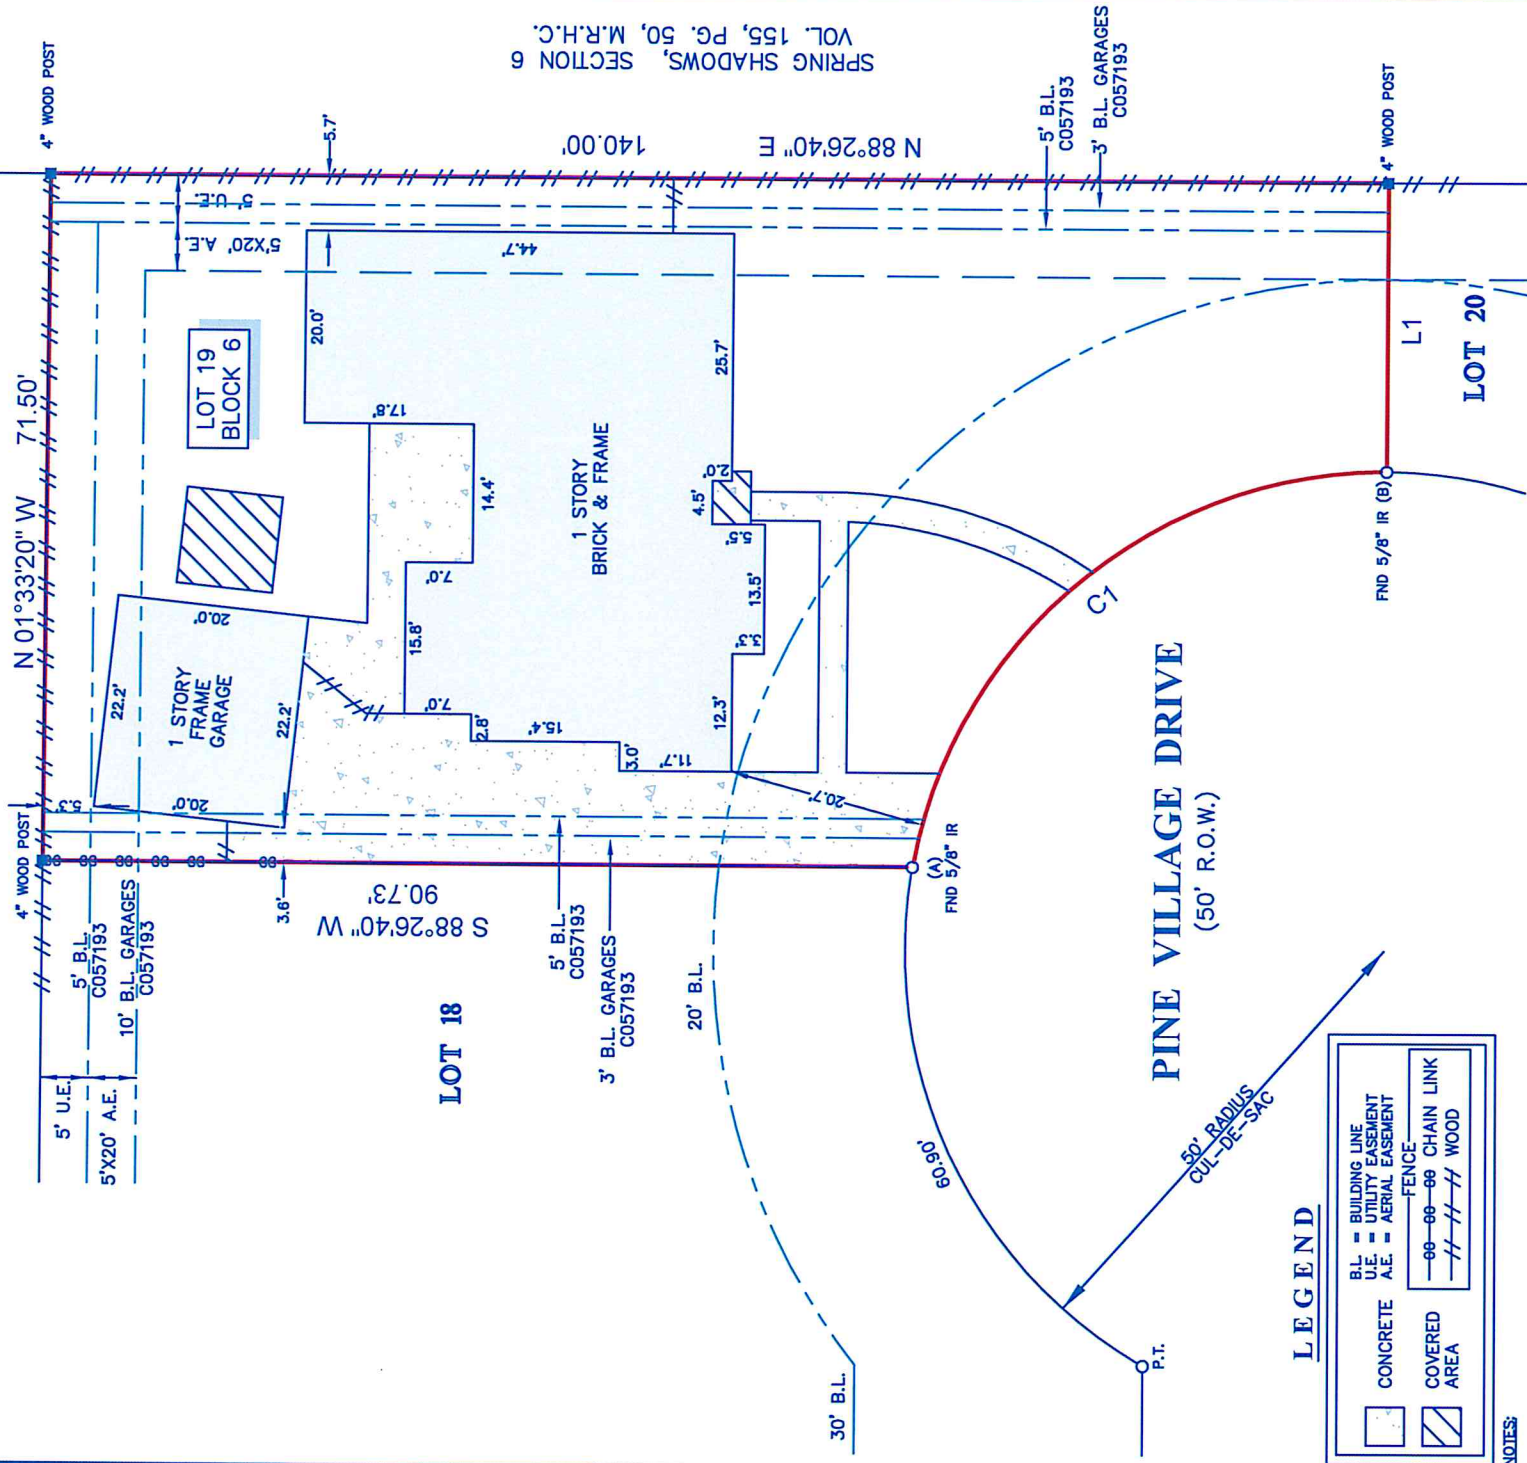 SPRING SHADOWS, SECTION 6
VOL. 155, PG. 50, M.R.H.C.
4" WOOD POST
N 01°33'20" W 71.50'
4" WOOD POST
5.7'
N 88°26'40" E
140.00'
5' B.L.
C057193
3' B.L. GARAGES
C057193
4" WOOD POST
5' U.E.
5'X20' A.E.
LOT 19
BLOCK 6
20.0'
44.7'
17.8'
25.7'
14.4'
1 STORY
BRICK & FRAME
2.0'
4.5'
5.5'
7.0'
15.8'
13.5'
3.3'
7.0'
2.8'
15.4'
12.3'
3.0'
11.7'
20.7'
1 STORY
FRAME
GARAGE
20.0'
22.2'
22.2'
20.0'
5.3'
3.6'
S 88°26'40" W
90.73'
5' B.L.
C057193
10' B.L. GARAGES
C057193
5' U.E.
5'X20' A.E.
5' B.L.
C057193
3' B.L. GARAGES
C057193
LOT 18
20' B.L.
30' B.L.
(A)
FND 5/8" IR
C1
FND 5/8" IR (B)
L1
LOT 20
PINE VILLAGE DRIVE
(50' R.O.W.)
60.90'
50' RADIUS
CUL-DE-SAC
P.T.
LEGEND
CONCRETE
COVERED
AREA
B.L. = BUILDING LINE
U.E. = UTILITY EASEMENT
A.E. = AERIAL EASEMENT
FENCE
CHAIN LINK
WOOD
NOTES: